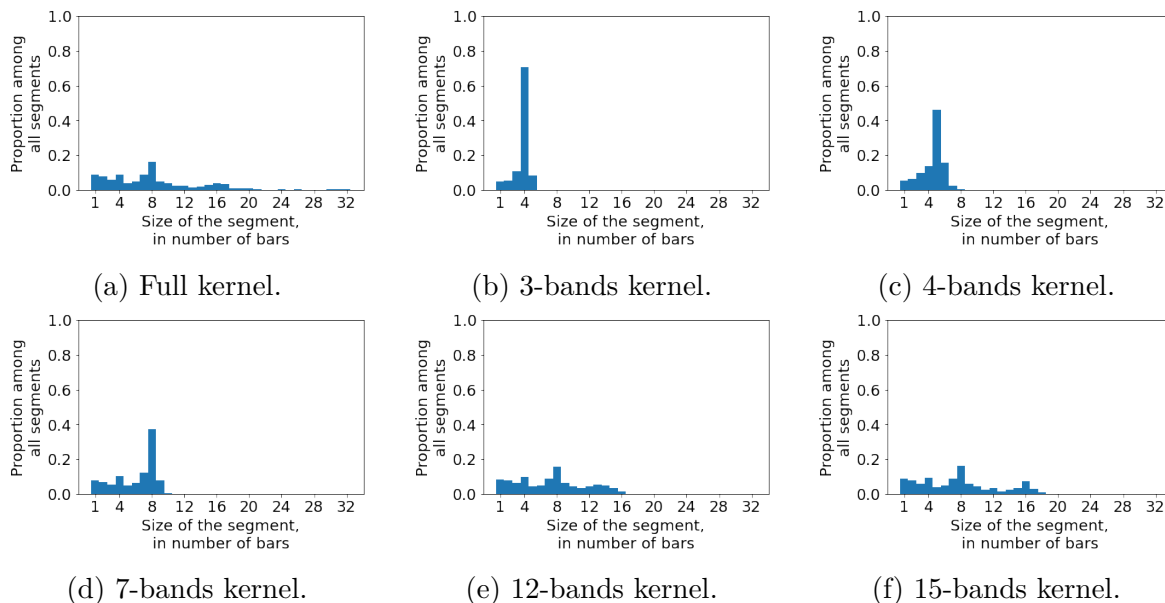 1.0
0.8
0.6
0.4
0.2
0.0
Proportion among
all segments
1 4 8 12 16 20 24 28 32
Size of the segment,
in number of bars
(a) Full kernel.
1.0
0.8
0.6
0.4
0.2
0.0
Proportion among
all segments
1 4 8 12 16 20 24 28 32
Size of the segment,
in number of bars
(b) 3-bands kernel.
1.0
0.8
0.6
0.4
0.2
0.0
Proportion among
all segments
1 4 8 12 16 20 24 28 32
Size of the segment,
in number of bars
(c) 4-bands kernel.
1.0
0.8
0.6
0.4
0.2
0.0
Proportion among
all segments
1 4 8 12 16 20 24 28 32
Size of the segment,
in number of bars
(d) 7-bands kernel.
1.0
0.8
0.6
0.4
0.2
0.0
Proportion among
all segments
1 4 8 12 16 20 24 28 32
Size of the segment,
in number of bars
(e) 12-bands kernel.
1.0
0.8
0.6
0.4
0.2
0.0
Proportion among
all segments
1 4 8 12 16 20 24 28 32
Size of the segment,
in number of bars
(f) 15-bands kernel.